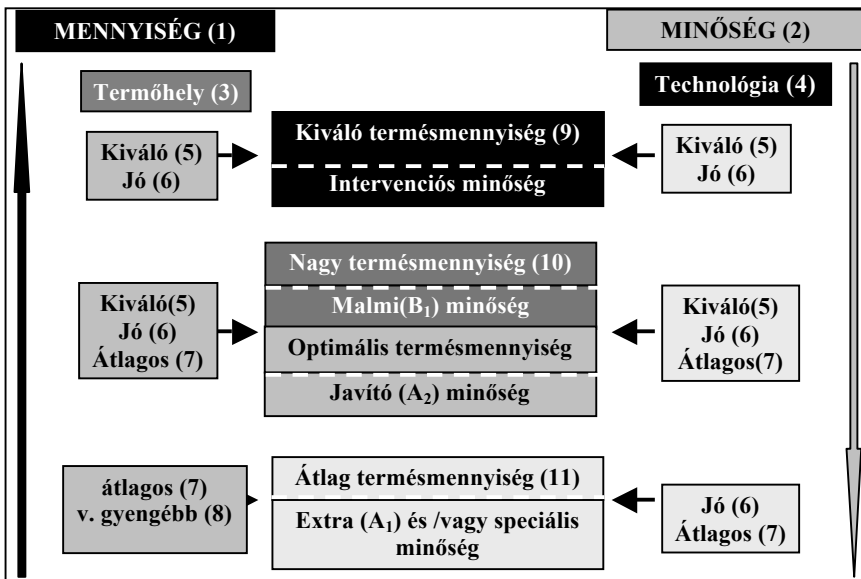 MENNYISÉG (1)
MINŐSÉG (2)
Termőhely (3)
Technológia (4)
Kiváló (5)
Jó (6)
Kiváló termésmennyiség (9)
Intervenciós minőség
Kiváló (5)
Jó (6)
Kiváló(5)
Jó (6)
Átlagos (7)
Nagy termésmennyiség (10)
Malmi(B₁) minőség
Optimális termésmennyiség
Javító (A₂) minőség
Kiváló(5)
Jó (6)
Átlagos(7)
átlagos (7)
v. gyengébb (8)
Átlag termésmennyiség (11)
Extra (A₁) és /vagy speciális
minőség
Jó (6)
Átlagos (7)